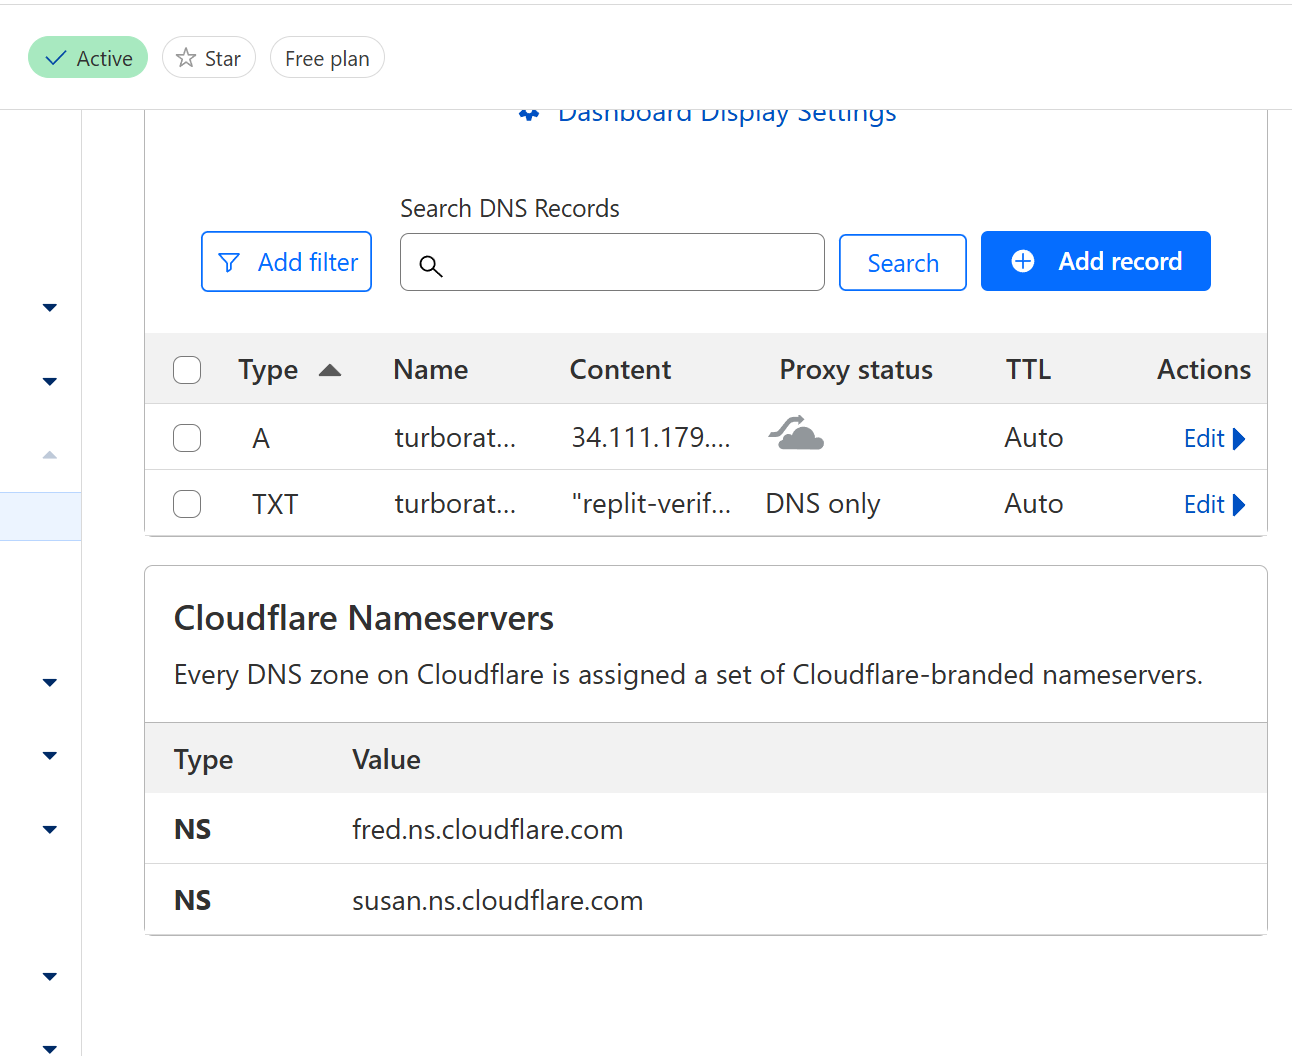 Active
Star
Free plan
Dashboard Display Settings
Search DNS Records
Add filter
Search
Add record
Type Name Content Proxy status TTL Actions
A turborat... 34.111.179.... Auto Edit
TXT turborat... "replit-verif... DNS only Auto Edit
Cloudflare Nameservers
Every DNS zone on Cloudflare is assigned a set of Cloudflare-branded nameservers.
Type Value
NS fred.ns.cloudflare.com
NS susan.ns.cloudflare.com